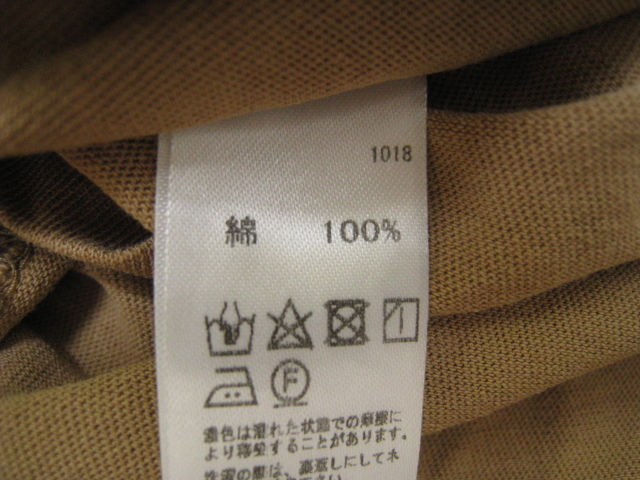 1018
綿 100%
F
濃色は濡れた状態での摩擦に
より移染することがあります。
洗濯の際は、裏返しにしてネ